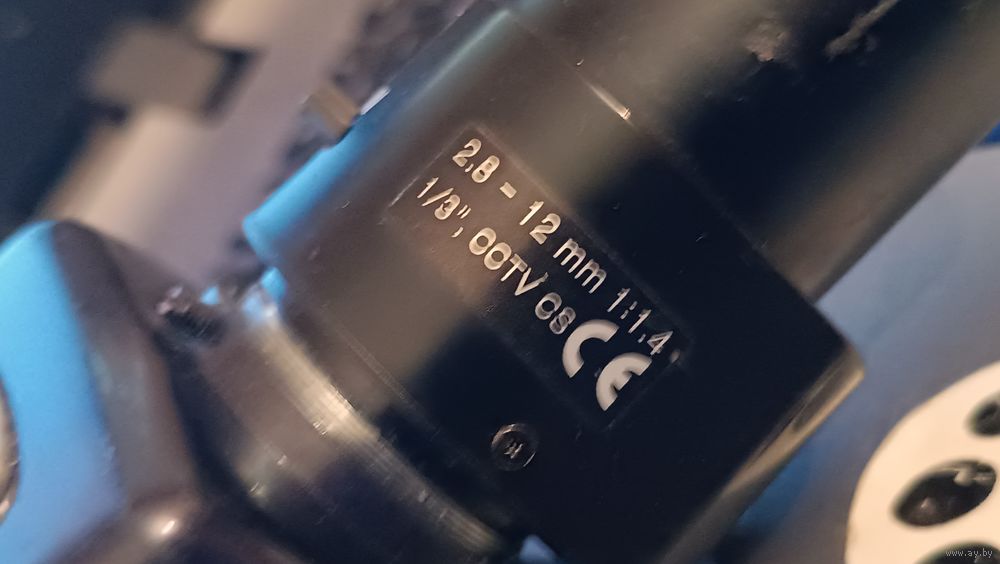 2,8 - 12 mm 1:1,4
1/3", CCTV CS
CE
www.ay.by